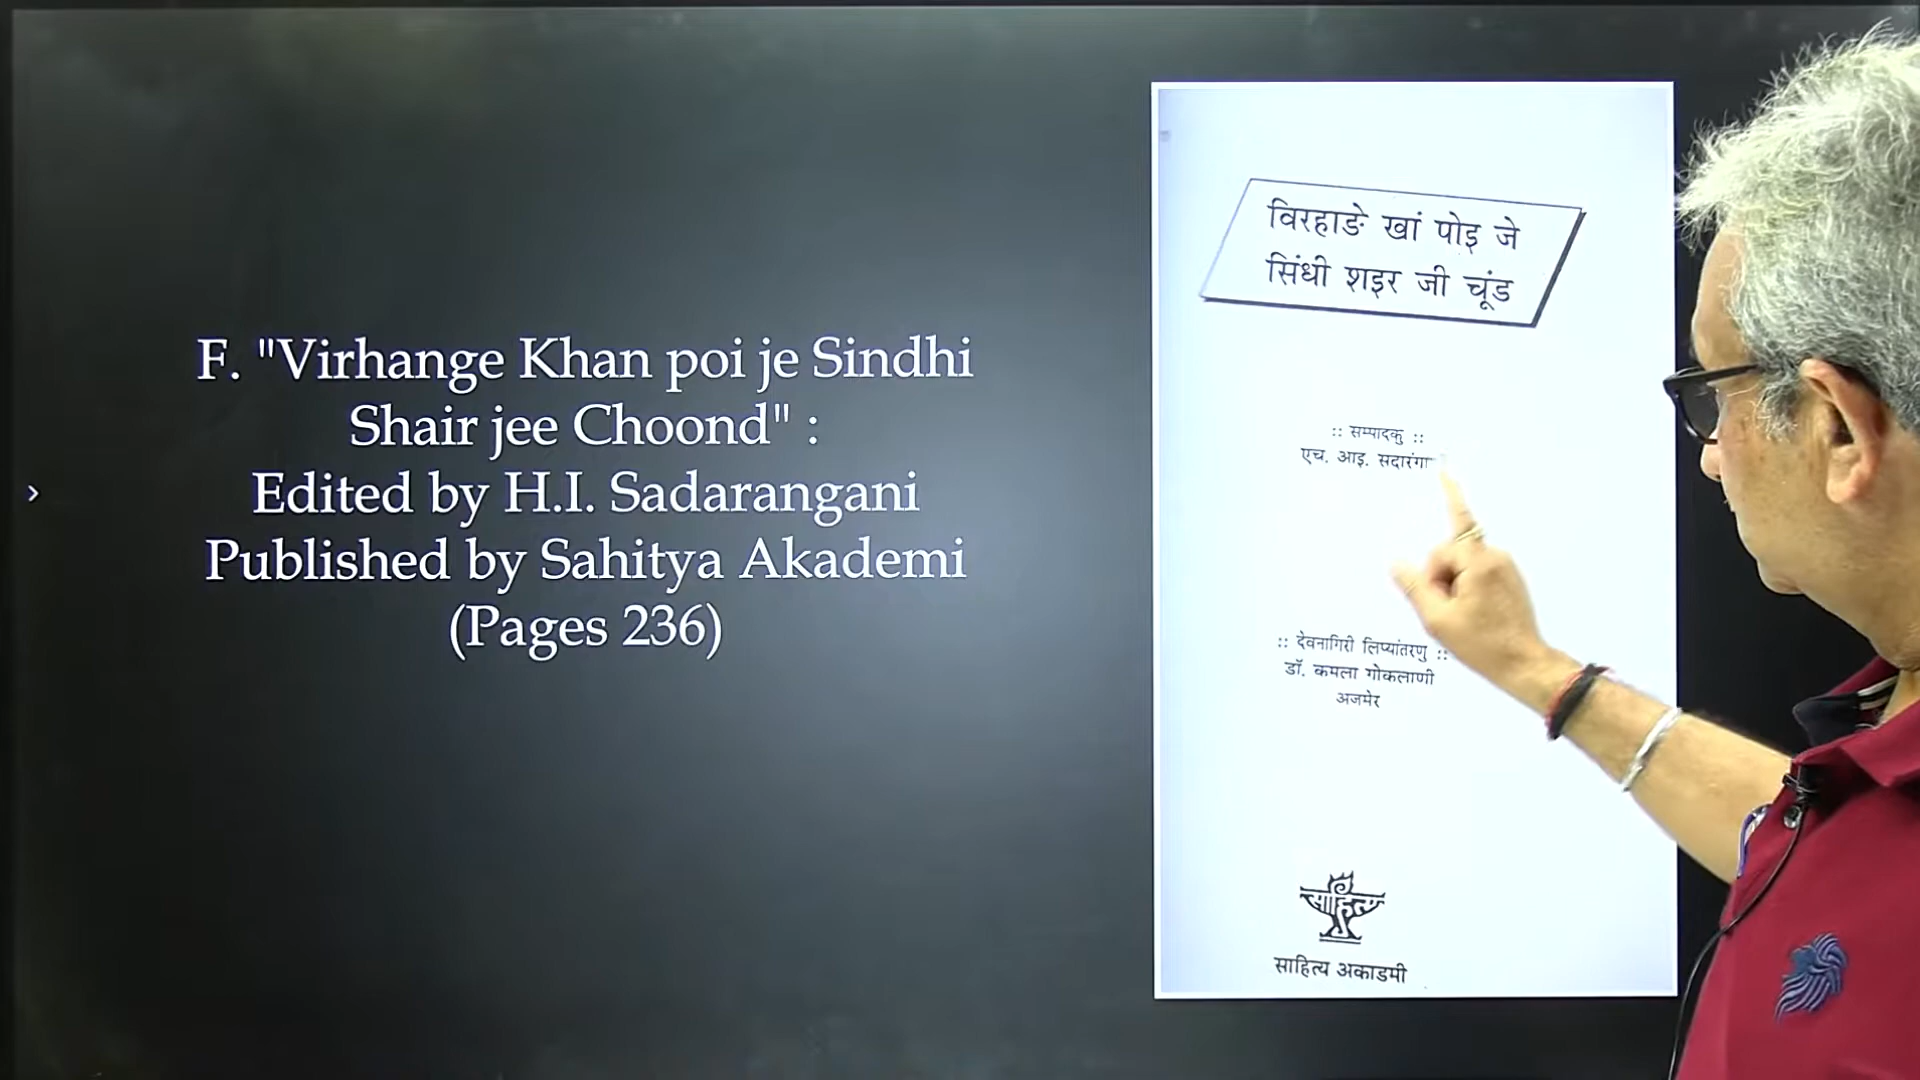 F. "Virhange Khan poi je Sindhi
Shair jee Choond" :
Edited by H.I. Sadarangani
Published by Sahitya Akademi
(Pages 236)
विरहाङे खां पोइ जे
सिंधी शइर जी चूंड
:: सम्पादकु ::
एच. आइ.
:: देवनागिरी लिप्यांतरणु ::
डॉ. कमला गोकलाणी
अजमेर
साहित्य
साहित्य अकाडमी